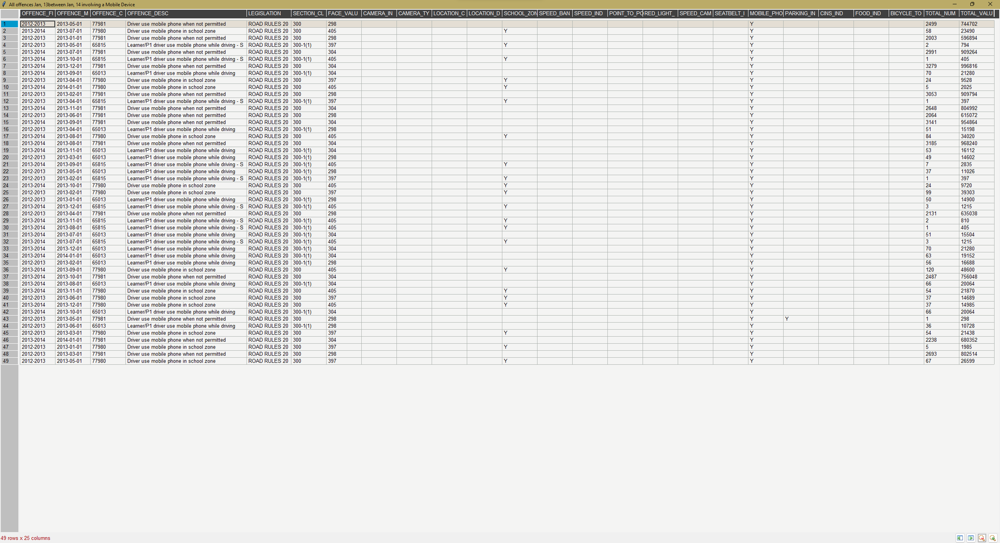 All offences Jan, 13between Jan, 14 involving a Mobile Device
OFFENCE_FI OFFENCE_M OFFENCE_C OFFENCE_DESC LEGISLATION SECTION_CL FACE_VALU CAMERA_IN CAMERA_TY LOCATION_C LOCATION_D SCHOOL_ZON SPEED_BAN SPEED_IND POINT_TO_PO RED_LIGHT_ SPEED_CAM SEATBELT_I MOBILE_PHO PARKING_IN CINS_IND FOOD_IND BICYCLE_TO TOTAL_NUM TOTAL_VALU
1 2012-2013 2013-05-01 77981 Driver use mobile phone when not permitted ROAD RULES 20 300 298 Y 2499 744702
2 2013-2014 2013-07-01 77980 Driver use mobile phone in school zone ROAD RULES 20 300 405 Y Y 58 23490
3 2012-2013 2013-01-01 77981 Driver use mobile phone when not permitted ROAD RULES 20 300 298 Y 2003 596894
4 2012-2013 2013-05-01 65815 Learner/P1 driver use mobile phone while driving - S ROAD RULES 20 300-1(1) 397 Y Y 2 794
5 2013-2014 2013-07-01 77981 Driver use mobile phone when not permitted ROAD RULES 20 300 304 Y 2991 909264
6 2013-2014 2013-10-01 65815 Learner/P1 driver use mobile phone while driving - S ROAD RULES 20 300-1(1) 405 Y Y 1 405
7 2013-2014 2013-12-01 77981 Driver use mobile phone when not permitted ROAD RULES 20 300 304 Y 3279 996816
8 2013-2014 2013-09-01 65013 Learner/P1 driver use mobile phone while driving ROAD RULES 20 300-1(1) 304 Y 70 21280
9 2012-2013 2013-04-01 77980 Driver use mobile phone in school zone ROAD RULES 20 300 397 Y Y 24 9528
10 2013-2014 2014-01-01 77980 Driver use mobile phone in school zone ROAD RULES 20 300 405 Y Y 5 2025
11 2012-2013 2013-02-01 77981 Driver use mobile phone when not permitted ROAD RULES 20 300 298 Y 3053 909794
12 2012-2013 2013-04-01 65815 Learner/P1 driver use mobile phone while driving - S ROAD RULES 20 300-1(1) 397 Y Y 1 397
13 2013-2014 2013-11-01 77981 Driver use mobile phone when not permitted ROAD RULES 20 300 304 Y 2648 804992
14 2012-2013 2013-06-01 77981 Driver use mobile phone when not permitted ROAD RULES 20 300 298 Y 2064 615072
15 2013-2014 2013-09-01 77981 Driver use mobile phone when not permitted ROAD RULES 20 300 304 Y 3141 954864
16 2012-2013 2013-04-01 65013 Learner/P1 driver use mobile phone while driving ROAD RULES 20 300-1(1) 298 Y 51 15198
17 2013-2014 2013-08-01 77980 Driver use mobile phone in school zone ROAD RULES 20 300 405 Y Y 84 34020
18 2013-2014 2013-08-01 77981 Driver use mobile phone when not permitted ROAD RULES 20 300 304 Y 3185 968240
19 2013-2014 2013-11-01 65013 Learner/P1 driver use mobile phone while driving ROAD RULES 20 300-1(1) 304 Y 53 16112
20 2012-2013 2013-03-01 65013 Learner/P1 driver use mobile phone while driving ROAD RULES 20 300-1(1) 298 Y 49 14602
21 2013-2014 2013-09-01 65815 Learner/P1 driver use mobile phone while driving - S ROAD RULES 20 300-1(1) 405 Y Y 7 2835
22 2012-2013 2013-05-01 65013 Learner/P1 driver use mobile phone while driving ROAD RULES 20 300-1(1) 298 Y 37 11026
23 2012-2013 2013-02-01 65815 Learner/P1 driver use mobile phone while driving - S ROAD RULES 20 300-1(1) 397 Y Y 1 397
24 2013-2014 2013-10-01 77980 Driver use mobile phone in school zone ROAD RULES 20 300 405 Y Y 24 9720
25 2012-2013 2013-02-01 77980 Driver use mobile phone in school zone ROAD RULES 20 300 397 Y Y 99 39303
26 2012-2013 2013-01-01 65013 Learner/P1 driver use mobile phone while driving ROAD RULES 20 300-1(1) 298 Y 50 14900
27 2013-2014 2013-12-01 65815 Learner/P1 driver use mobile phone while driving - S ROAD RULES 20 300-1(1) 405 Y Y 3 1215
28 2012-2013 2013-04-01 77981 Driver use mobile phone when not permitted ROAD RULES 20 300 298 Y 2131 635038
29 2013-2014 2013-11-01 65815 Learner/P1 driver use mobile phone while driving - S ROAD RULES 20 300-1(1) 405 Y Y 2 810
30 2013-2014 2013-08-01 65815 Learner/P1 driver use mobile phone while driving - S ROAD RULES 20 300-1(1) 405 Y Y 1 405
31 2013-2014 2013-07-01 65013 Learner/P1 driver use mobile phone while driving ROAD RULES 20 300-1(1) 304 Y 51 15504
32 2013-2014 2013-07-01 65815 Learner/P1 driver use mobile phone while driving - S ROAD RULES 20 300-1(1) 405 Y Y 3 1215
33 2013-2014 2013-12-01 65013 Learner/P1 driver use mobile phone while driving ROAD RULES 20 300-1(1) 304 Y 70 21280
34 2013-2014 2014-01-01 65013 Learner/P1 driver use mobile phone while driving ROAD RULES 20 300-1(1) 304 Y 63 19152
35 2012-2013 2013-02-01 65013 Learner/P1 driver use mobile phone while driving ROAD RULES 20 300-1(1) 298 Y 56 16688
36 2013-2014 2013-09-01 77980 Driver use mobile phone in school zone ROAD RULES 20 300 405 Y Y 120 48600
37 2013-2014 2013-10-01 77981 Driver use mobile phone when not permitted ROAD RULES 20 300 304 Y 2487 756048
38 2013-2014 2013-08-01 65013 Learner/P1 driver use mobile phone while driving ROAD RULES 20 300-1(1) 304 Y 66 20064
39 2013-2014 2013-11-01 77980 Driver use mobile phone in school zone ROAD RULES 20 300 405 Y Y 54 21870
40 2012-2013 2013-06-01 77980 Driver use mobile phone in school zone ROAD RULES 20 300 397 Y Y 37 14689
41 2013-2014 2013-12-01 77980 Driver use mobile phone in school zone ROAD RULES 20 300 405 Y Y 37 14985
42 2013-2014 2013-10-01 65013 Learner/P1 driver use mobile phone while driving ROAD RULES 20 300-1(1) 304 Y 66 20064
43 2012-2013 2013-05-01 77981 Driver use mobile phone when not permitted ROAD RULES 20 300 298 Y Y 1 298
44 2012-2013 2013-06-01 65013 Learner/P1 driver use mobile phone while driving ROAD RULES 20 300-1(1) 298 Y 36 10728
45 2012-2013 2013-03-01 77980 Driver use mobile phone in school zone ROAD RULES 20 300 397 Y Y 54 21438
46 2013-2014 2014-01-01 77981 Driver use mobile phone when not permitted ROAD RULES 20 300 304 Y 2238 680352
47 2012-2013 2013-01-01 77980 Driver use mobile phone in school zone ROAD RULES 20 300 397 Y Y 5 1985
48 2012-2013 2013-03-01 77981 Driver use mobile phone when not permitted ROAD RULES 20 300 298 Y 2693 802514
49 2012-2013 2013-05-01 77980 Driver use mobile phone in school zone ROAD RULES 20 300 397 Y Y 67 26599
49 rows x 25 columns